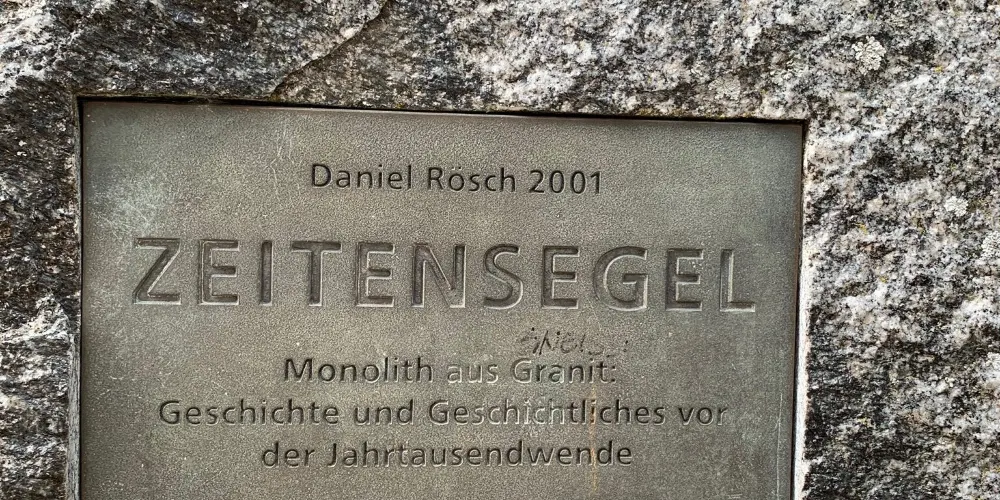 Daniel Rösch 2001
ZEITENSEGEL
Monolith aus Granit:
Geschichte und Geschichtliches vor
der Jahrtausendwende